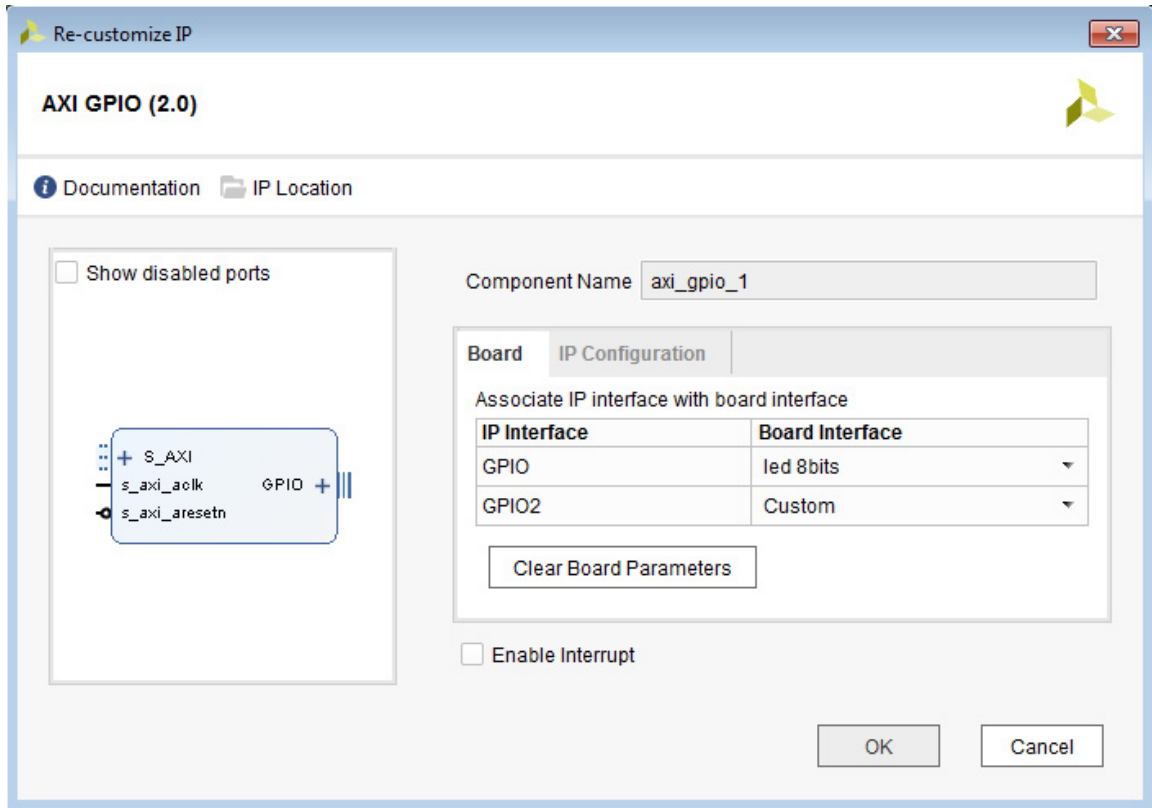 Re-customize IP
AXI GPIO (2.0)
Documentation IP Location
Show disabled ports
S_AXI
s_axi_aclk GPIO
s_axi_aresetn
Component Name axi_gpio_1
Board IP Configuration
Associate IP interface with board interface
IP Interface Board Interface
GPIO led 8bits
GPIO2 Custom
Clear Board Parameters
Enable Interrupt
OK Cancel